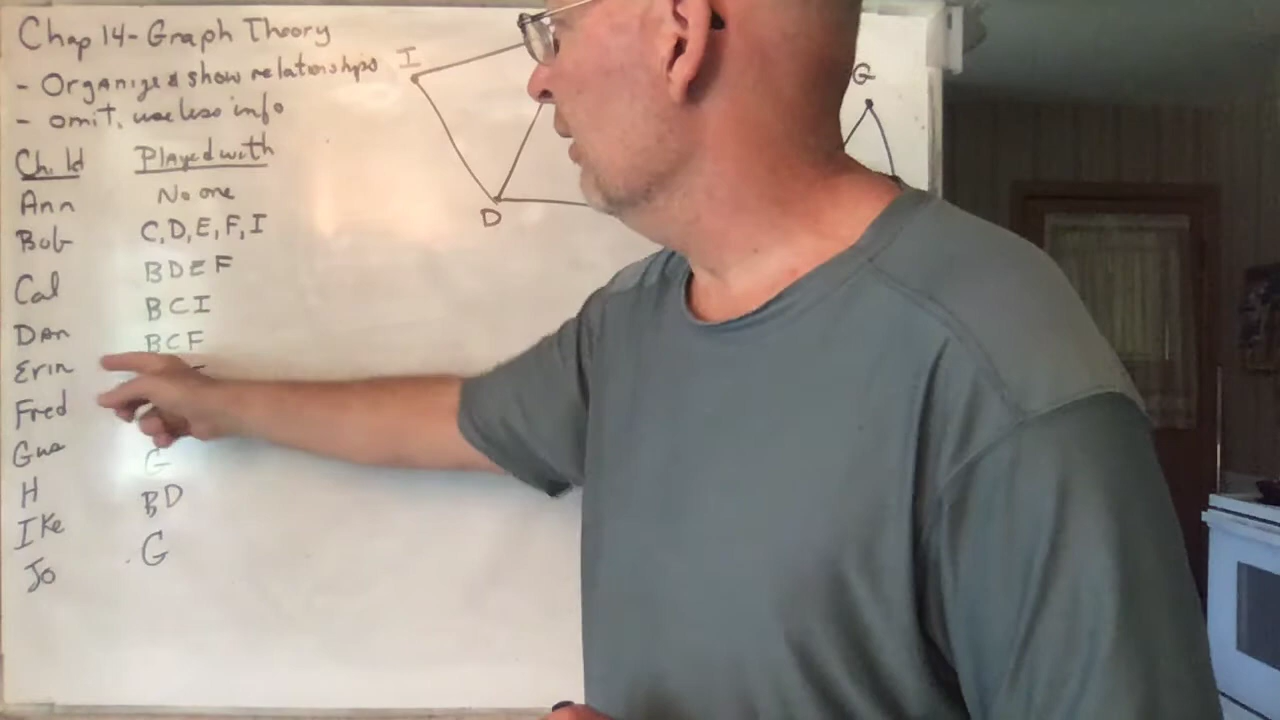 Chap 14 - Graph Theory
- Organize & show relationships
- omit useless info
Child Played with
Ann No one
Bob C, D, E, F, I
Cal B D E F
Dan B C I
Erin B C F
Fred
Gus
H G
Ike B D
Jo G
I
D
G